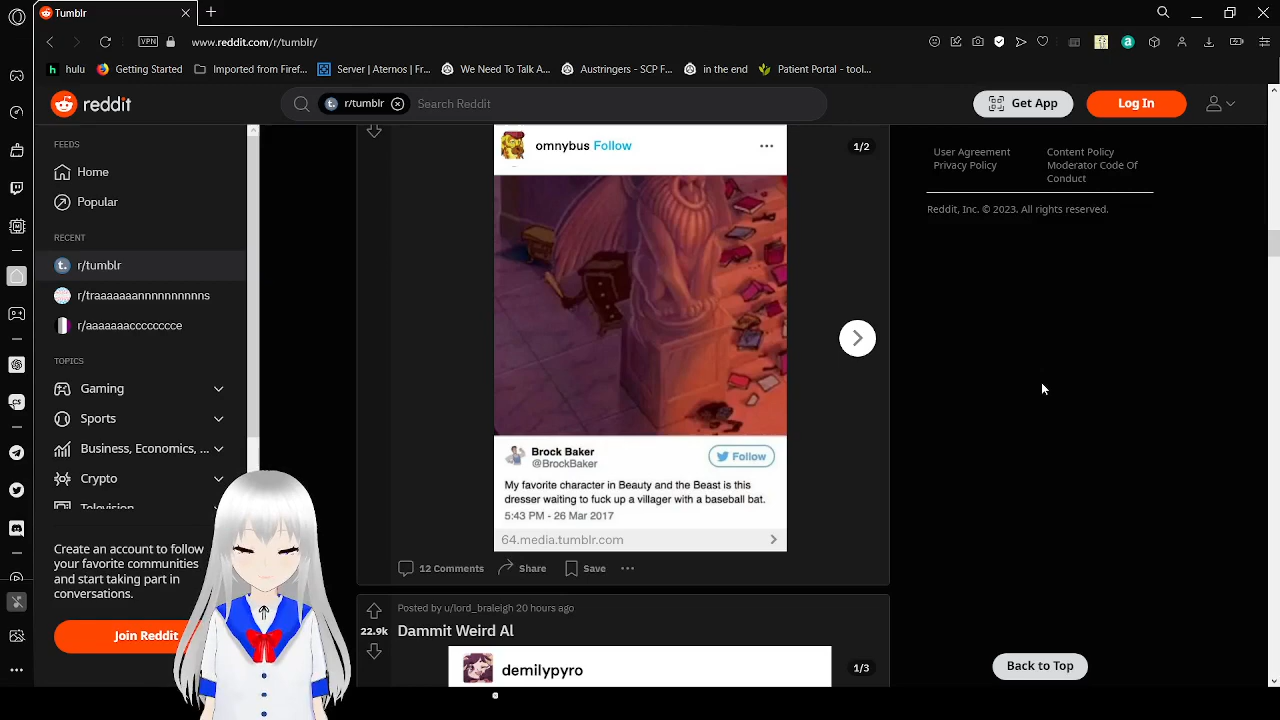 Tumblr
VPN
www.reddit.com/r/tumblr/
hulu
Getting Started
Imported from Firef...
Server | Aternos | Fr...
We Need To Talk A...
Austringers - SCP F...
in the end
Patient Portal - tool...
reddit
r/tumblr
Search Reddit
Get App
Log In
FEEDS
Home
Popular
RECENT
r/tumblr
r/traaaaaaannnnnnnnnns
r/aaaaaaacccccccce
TOPICS
Gaming
Sports
Business, Economics, ...
Crypto
Television
Create an account to follow
your favorite communities
and start taking part in
conversations.
Join Reddit
omnybus Follow
1/2
Brock Baker
@BrockBaker
Follow
My favorite character in Beauty and the Beast is this
dresser waiting to fuck up a villager with a baseball bat.
5:43 PM - 26 Mar 2017
64.media.tumblr.com
12 Comments
Share
Save
Posted by u/lord_braleigh 20 hours ago
22.9k
Dammit Weird Al
demilypyro
1/3
User Agreement
Privacy Policy
Content Policy
Moderator Code Of
Conduct
Reddit, Inc. © 2023. All rights reserved.
Back to Top